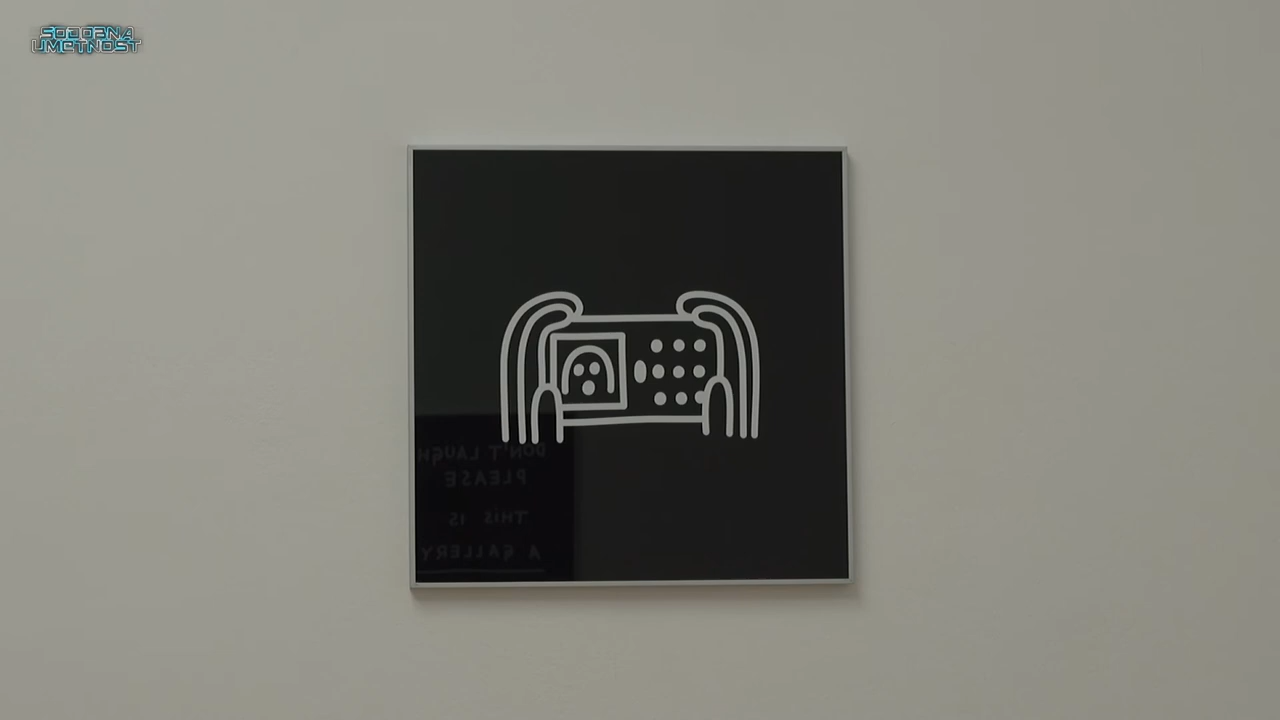 SODOBNA
UMETNOST
DON'T LAUGH
PLEASE
THIS IS
A GALLERY